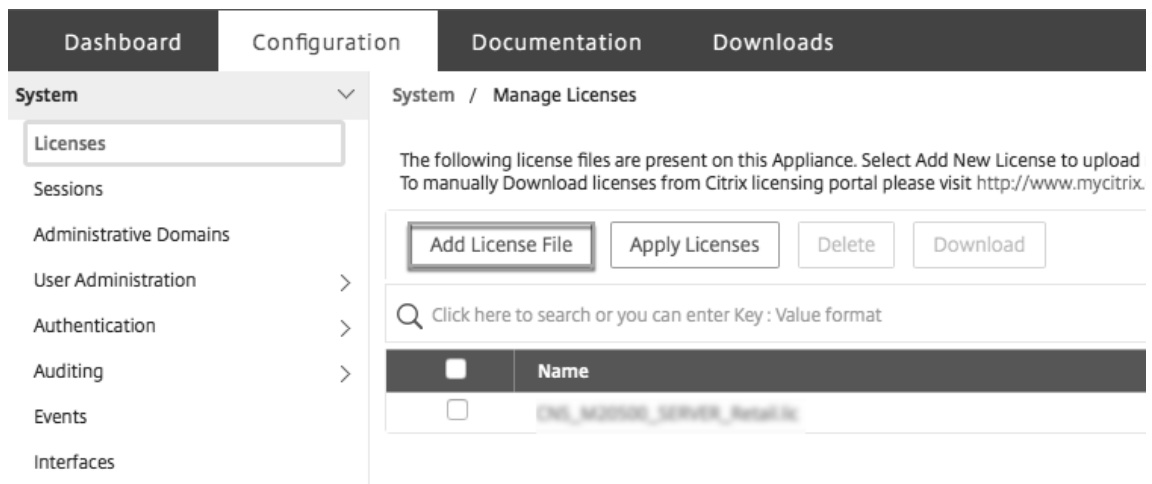 Dashboard Configuration Documentation Downloads
System
Licenses
Sessions
Administrative Domains
User Administration
Authentication
Auditing
Events
Interfaces
System / Manage Licenses
The following license files are present on this Appliance. Select Add New License to upload
To manually Download licenses from Citrix licensing portal please visit http://www.mycitrix.
Add License File Apply Licenses Delete Download
Click here to search or you can enter Key : Value format
Name